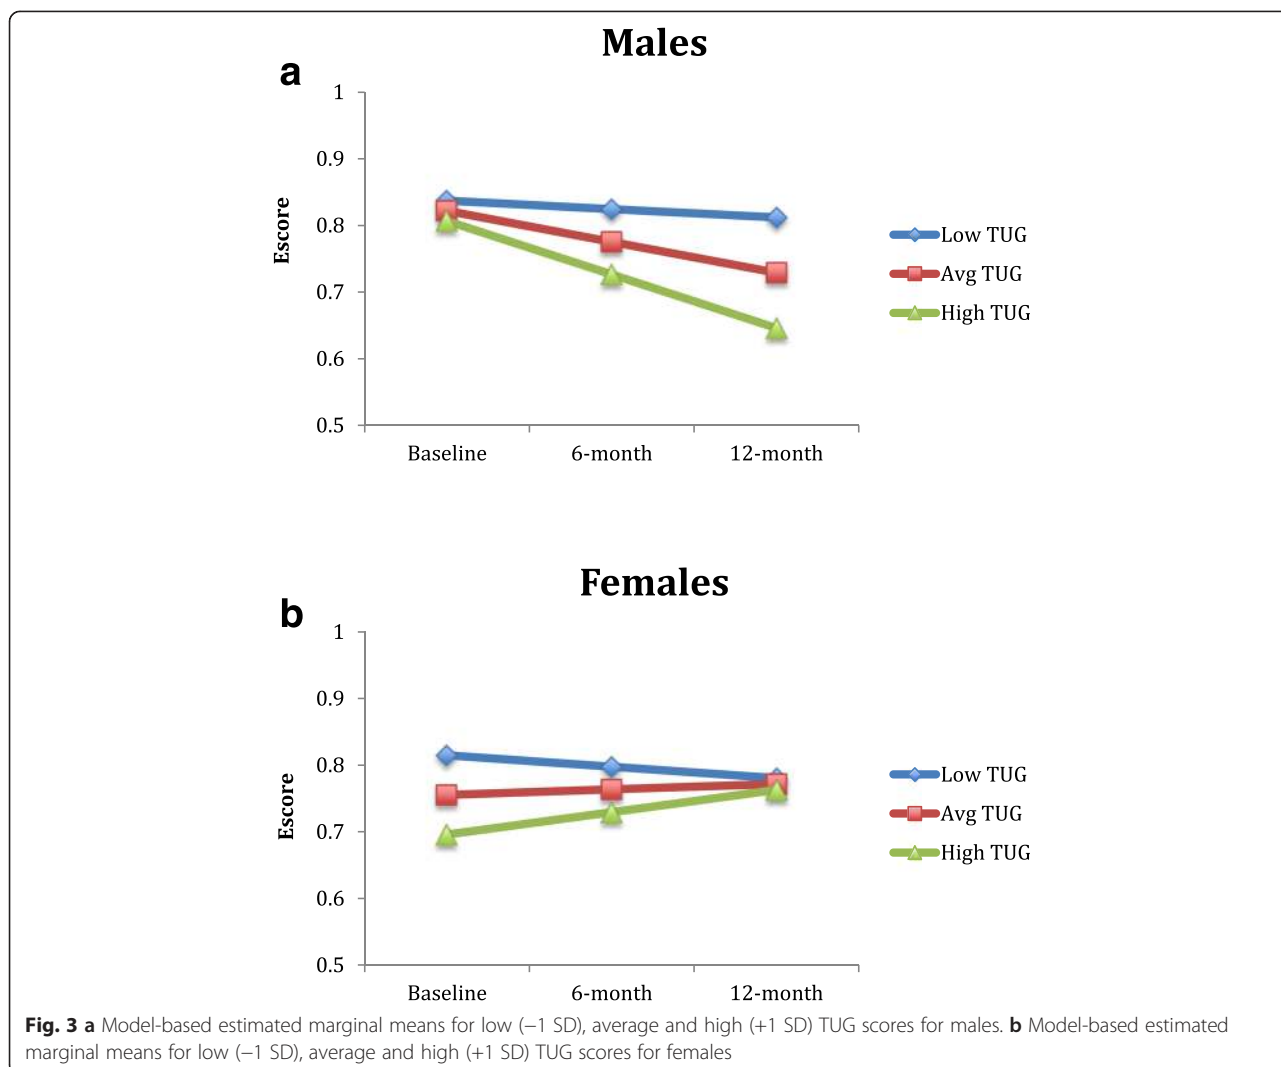 Males
a
1
0.9
0.8
0.7
0.6
0.5
Escore
Baseline 6-month 12-month
Low TUG
Avg TUG
High TUG
Females
b
1
0.9
0.8
0.7
0.6
0.5
Escore
Baseline 6-month 12-month
Low TUG
Avg TUG
High TUG
Fig. 3 a Model-based estimated marginal means for low (−1 SD), average and high (+1 SD) TUG scores for males. b Model-based estimated
marginal means for low (−1 SD), average and high (+1 SD) TUG scores for females